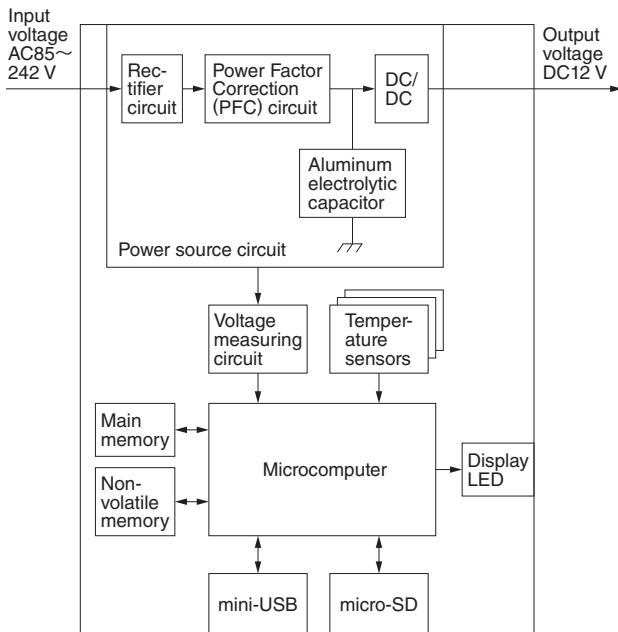 Input
voltage
AC85～
242 V
Output
voltage
DC12 V
Rec-
tifier
circuit
Power Factor
Correction
(PFC) circuit
DC/
DC
Aluminum
electrolytic
capacitor
Power source circuit
Voltage
measuring
circuit
Temper-
ature
sensors
Main
memory
Non-
volatile
memory
Microcomputer
Display
LED
mini-USB
micro-SD